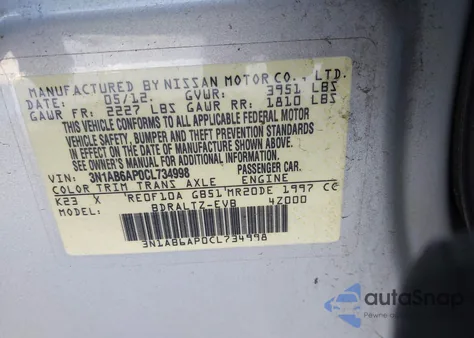 MANUFACTURED BY NISSAN MOTOR CO., LTD.
DATE: 05/12 GVWR: 3951 LBS
GAWR FR: 2227 LBS GAWR RR: 1810 LBS
THIS VEHICLE CONFORMS TO ALL APPLICABLE FEDERAL MOTOR
VEHICLE SAFETY, BUMPER AND THEFT PREVENTION STANDARDS
IN EFFECT ON THE DATE OF MANUFACTURE SHOWN ABOVE.
SEE OWNER'S MANUAL FOR ADDITIONAL INFORMATION.
VIN: 3N1AB6AP0CL734998 PASSENGER CAR.
COLOR TRIM TRANS AXLE ENGINE
K23 X RE0F10A GB51 MR20DE 1997 CC
MODEL: BDRALTZ-EVB 4Z000
3N1AB6AP0CL734998
autoSnap